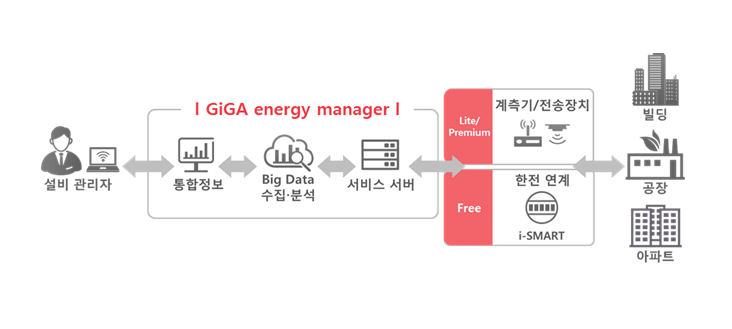 I GiGA energy manager I
설비 관리자
통합정보
Big Data
수집·분석
서비스 서버
Lite/
Premium
계측기/전송장치
Free
한전 연계
i-SMART
빌딩
공장
아파트